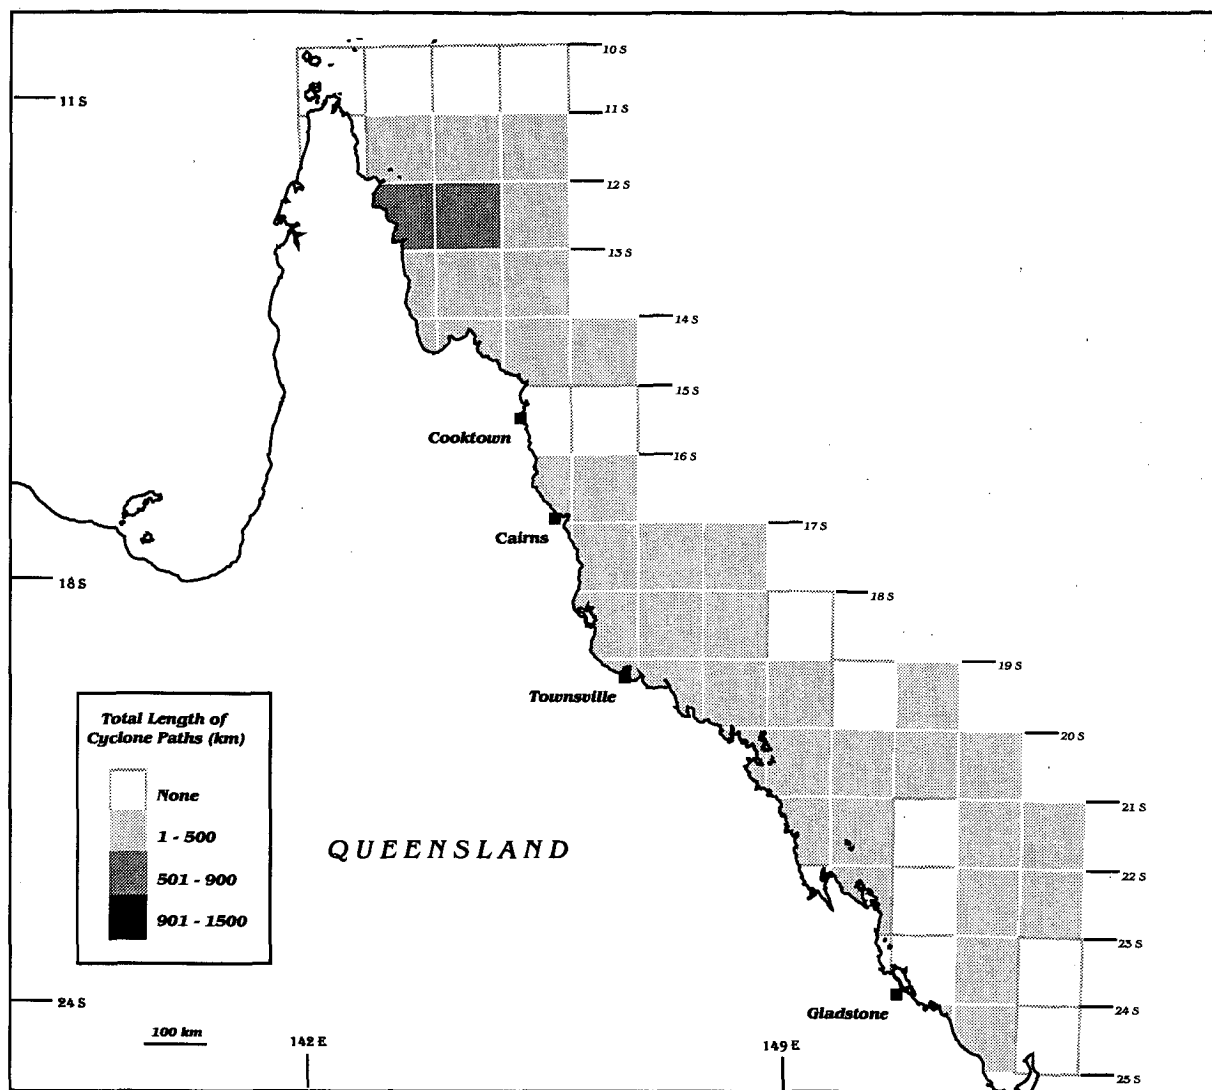 10 S
11 S
11 S
12 S
13 S
14 S
15 S
Cooktown
16 S
Cairns
17 S
18 S
18 S
19 S
Townsville
20 S
Total Length of
Cyclone Paths (km)
None
1 - 500
501 - 900
901 - 1500
QUEENSLAND
21 S
22 S
23 S
24 S
24 S
Gladstone
100 km
142 E
149 E
25 S